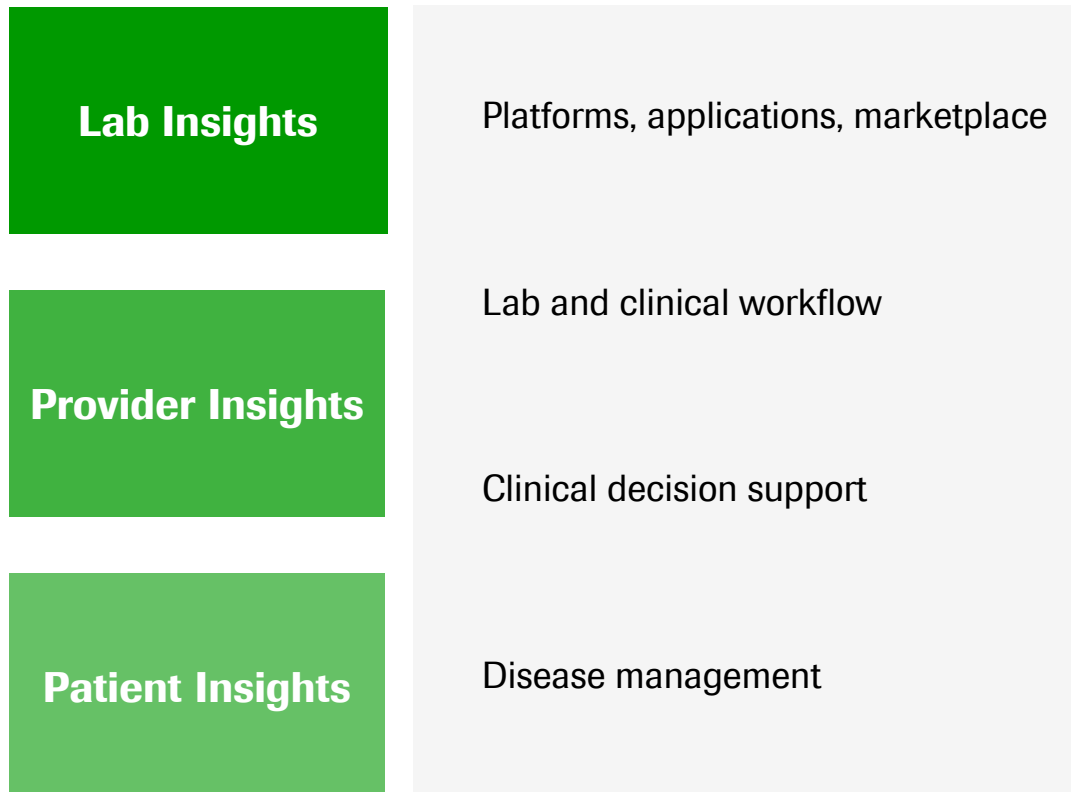 Lab Insights
Platforms, applications, marketplace
Lab and clinical workflow
Provider Insights
Clinical decision support
Patient Insights
Disease management